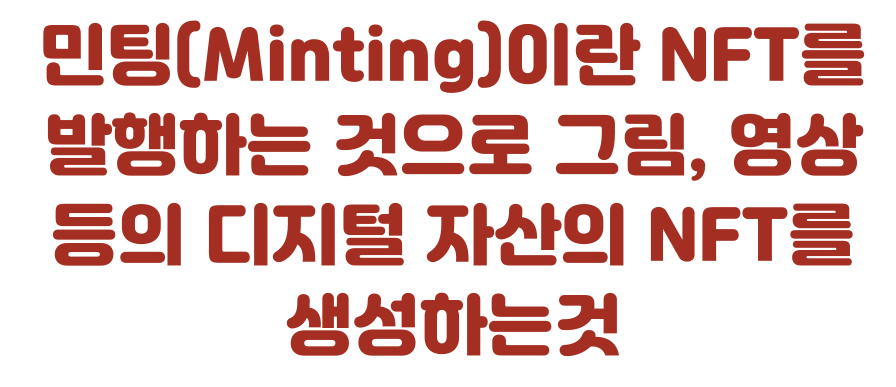 민팅(Minting)이란 NFT를
발행하는 것으로 그림, 영상
등의 디지털 자산의 NFT를
생성하는것